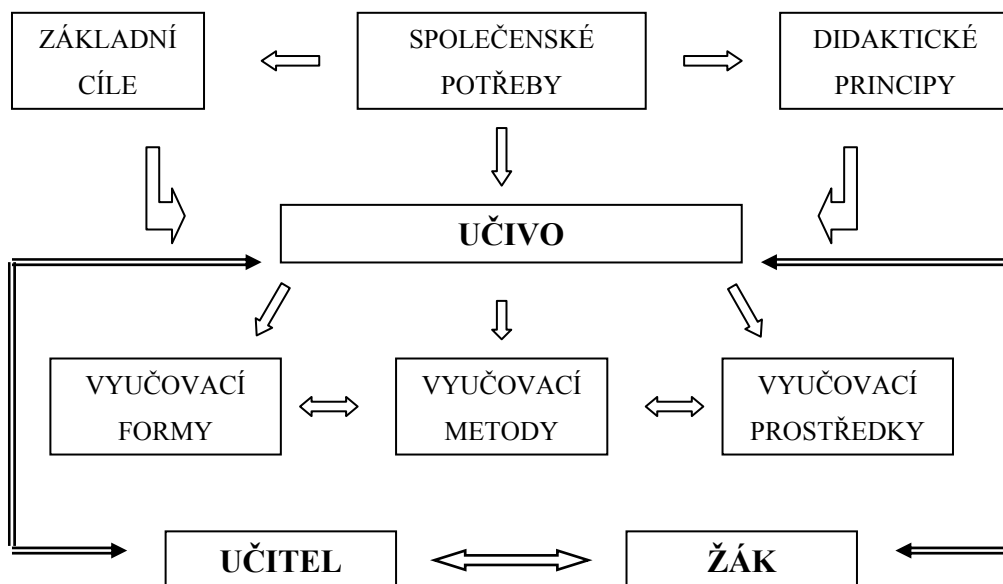 ZÁKLADNÍ
CÍLE
SPOLEČENSKÉ
POTŘEBY
DIDAKTICKÉ
PRINCIPY
UČIVO
VYUČOVACÍ
FORMY
VYUČOVACÍ
METODY
VYUČOVACÍ
PROSTŘEDKY
UČITEL
ŽÁK